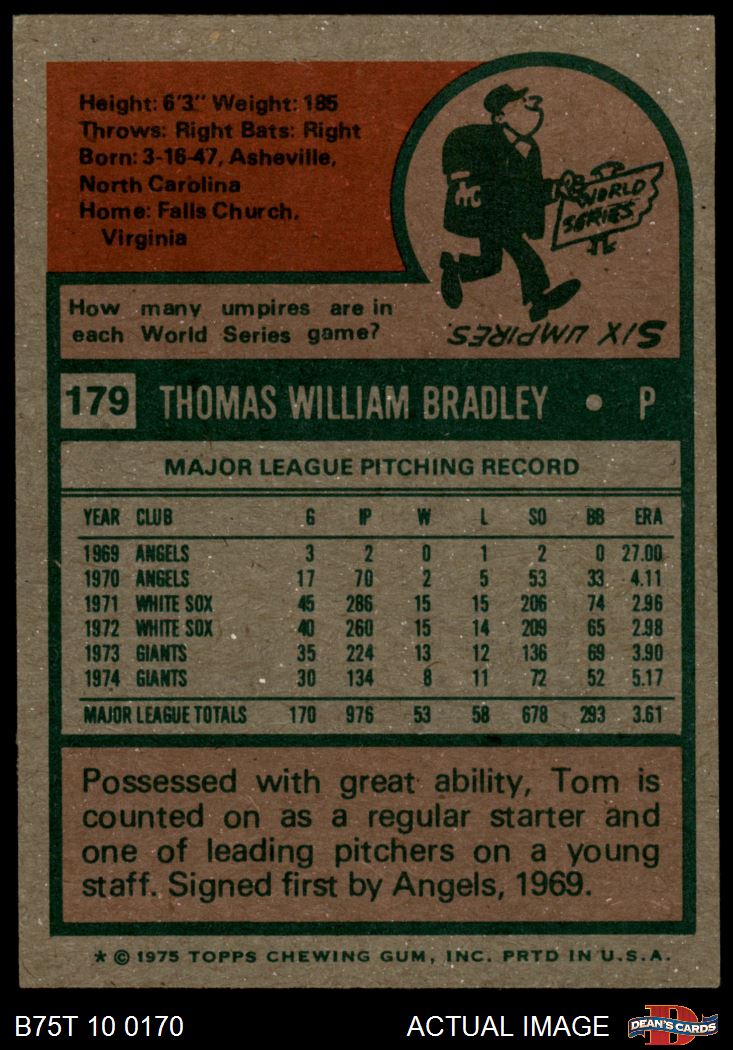 Height: 6'3" Weight: 185
Throws: Right Bats: Right
Born: 3-16-47, Asheville,
North Carolina
Home: Falls Church,
Virginia
WORLD
SERIES
How many umpires are in
each World Series game?
SIX UMPIRES.
179 THOMAS WILLIAM BRADLEY • P
MAJOR LEAGUE PITCHING RECORD
YEAR CLUB G IP W L SO BB ERA
1969 ANGELS 3 2 0 1 2 0 27.00
1970 ANGELS 17 70 2 5 53 33 4.11
1971 WHITE SOX 45 286 15 15 206 74 2.96
1972 WHITE SOX 40 260 15 14 209 65 2.98
1973 GIANTS 35 224 13 12 136 69 3.90
1974 GIANTS 30 134 8 11 72 52 5.17
MAJOR LEAGUE TOTALS 170 976 53 58 678 293 3.61
Possessed with great ability, Tom is
counted on as a regular starter and
one of leading pitchers on a young
staff. Signed first by Angels, 1969.
* © 1975 TOPPS CHEWING GUM, INC. PRTD IN U.S.A.
B75T 10 0170 ACTUAL IMAGE DEAN'S CARDS